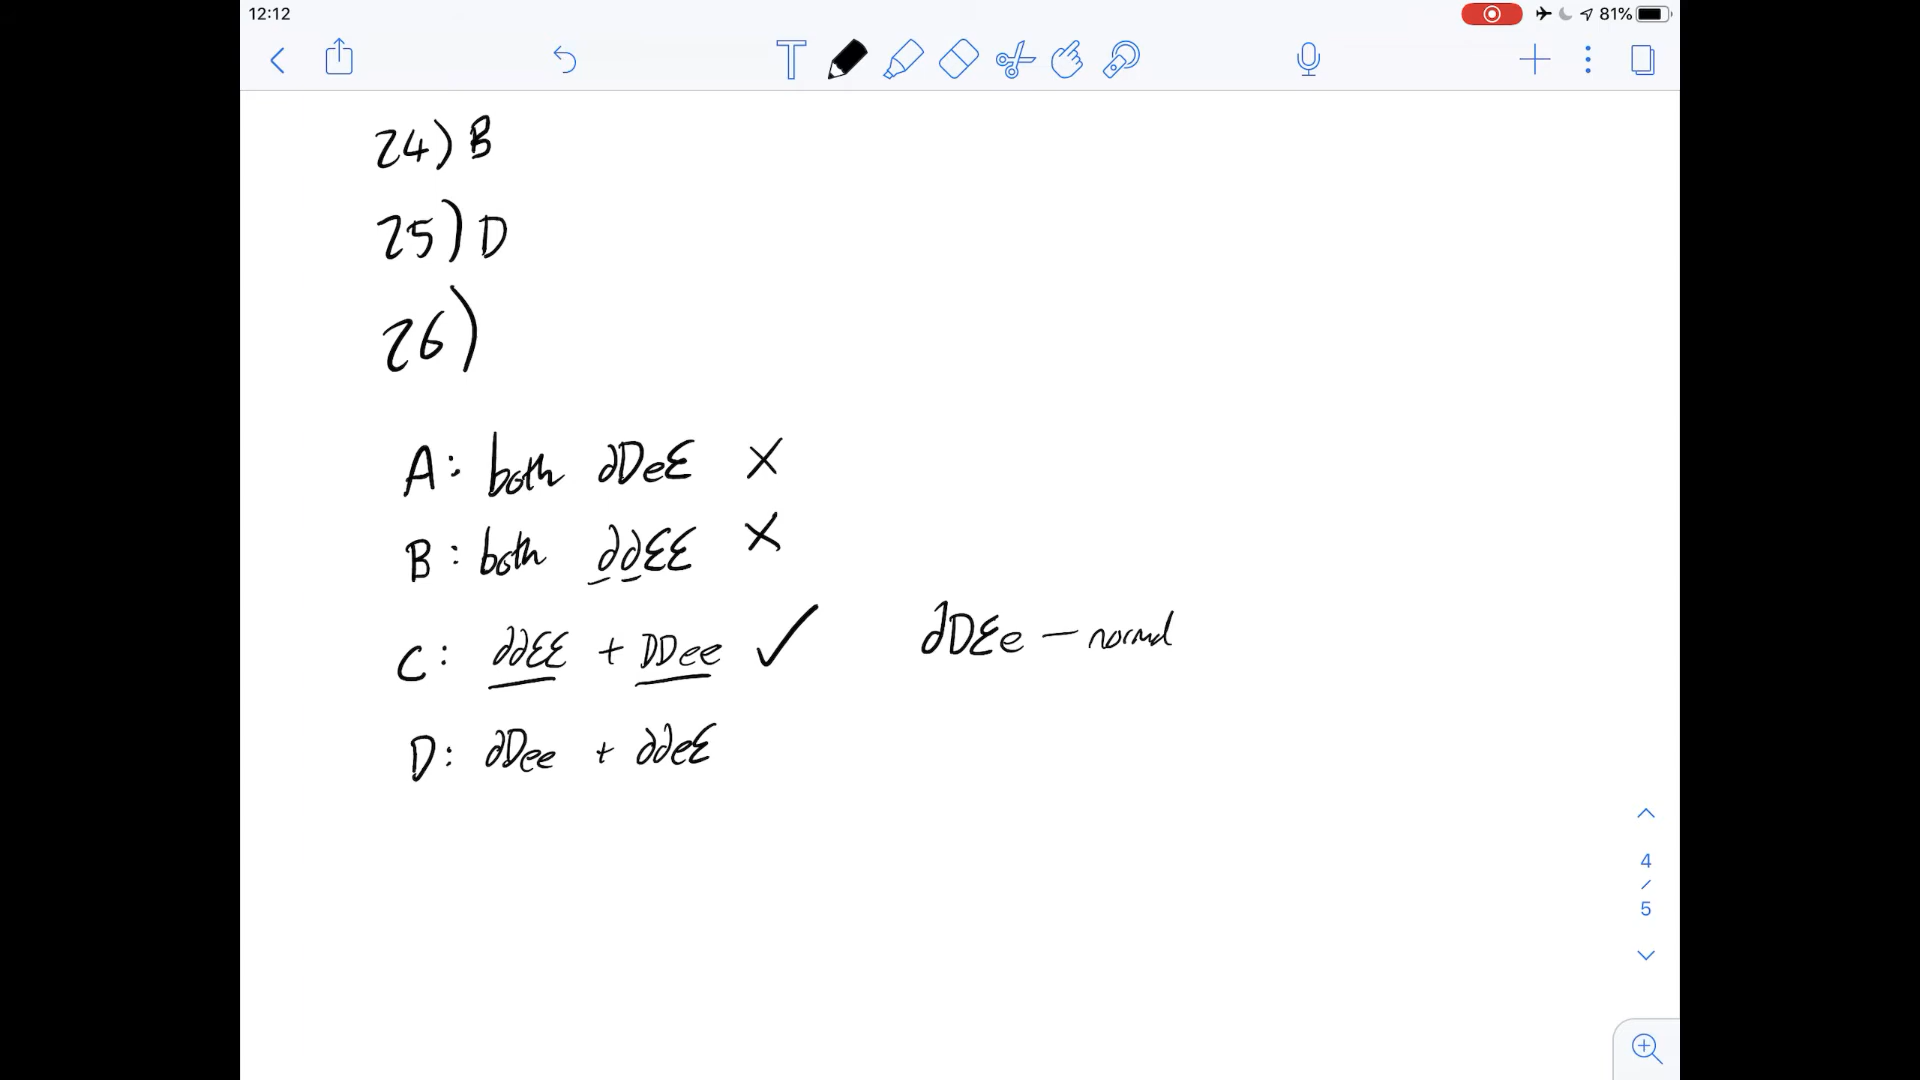 12:12
81%
T
24) B
25) D
26)
A: both dDeE X
B: both ddEE X
C: ddEE + DDee ✓ dDEe — normal
D: dDee + ddeE
4
/
5